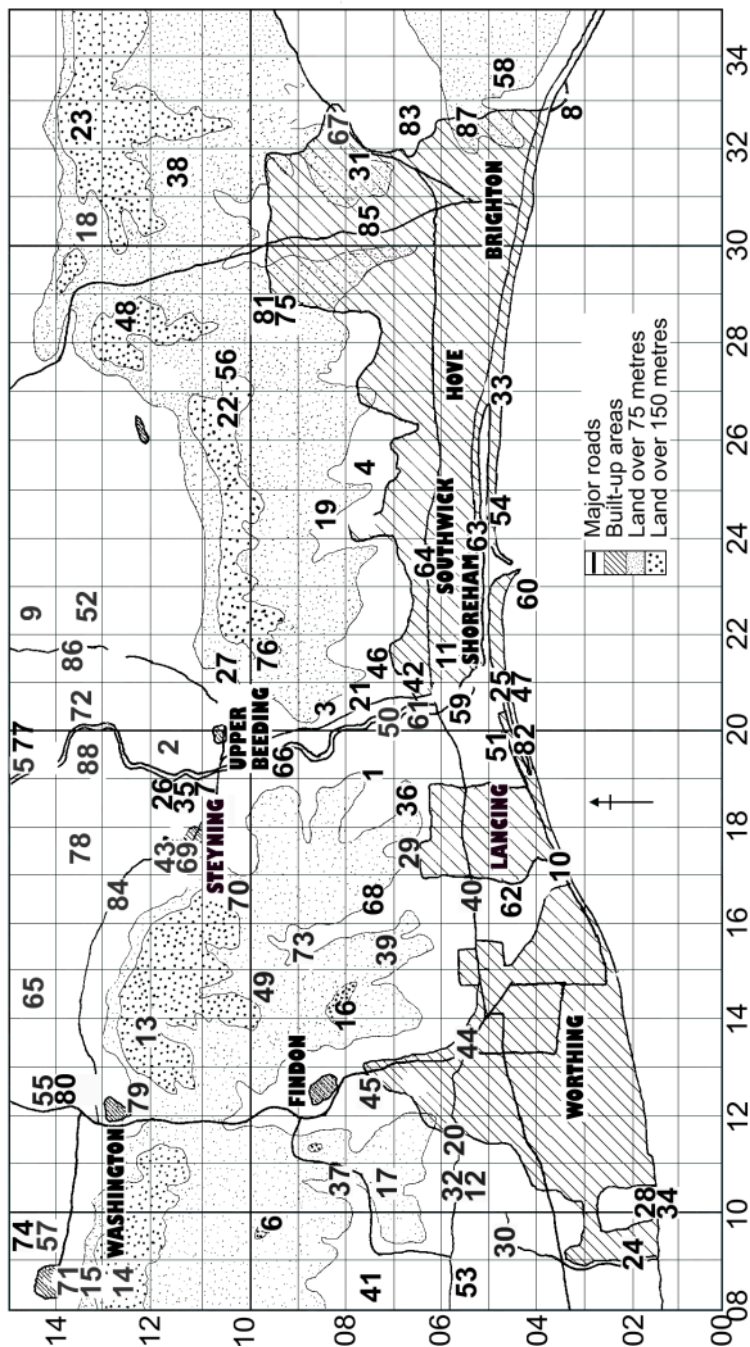 74 65 5 77 9
57 55
14 71 80 78 88 72 86 52 18 23
15
WASHINGTON
14 79 84 48
12 13 43 26 2 38
69 35
STEYNING 7
70 27 22 56
UPPER
BEEDING
10 6 49 66 76 81
FINDON 73 75
16 3 19 67
08 37 21 4 31
41 45 68 1 46 85
17 39 50
36 42 83
29 61 64
06 32 20 11
53 12 44 40 59 SOUTHWICK HOVE 87
SHOREHAM 63
30 62 LANCING 51 25 54 33 BRIGHTON 58
82 47 60
04 10 8
WORTHING
24 28
02 34
Major roads
Built-up areas
Land over 75 metres
Land over 150 metres
00
08 10 12 14 16 18 20 22 24 26 28 30 32 34